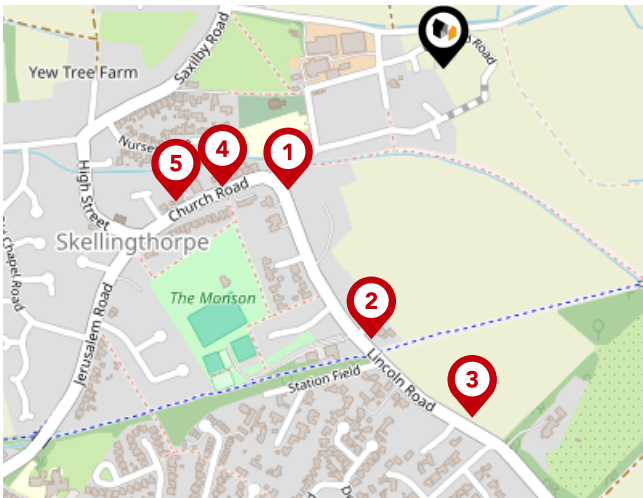 Saxilby Road
Road
Yew Tree Farm
High Street
5
4
1
Church Road
Skellingthorpe
Chapel Road
The Monson
2
Jerusalem Road
Lincoln Road
Station Field
3